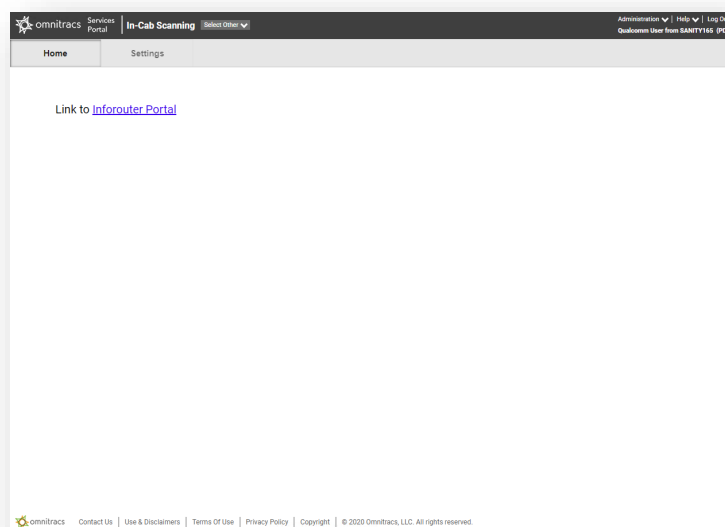 omnitracs Services Portal In-Cab Scanning Select Other Administration | Help | Log
Qualcomm User from SANITY165
Home Settings
Link to Inforouter Portal
omnitracs Contact Us | Use & Disclaimers | Terms Of Use | Privacy Policy | Copyright | © 2020 Omnitracs, LLC. All rights reserved.